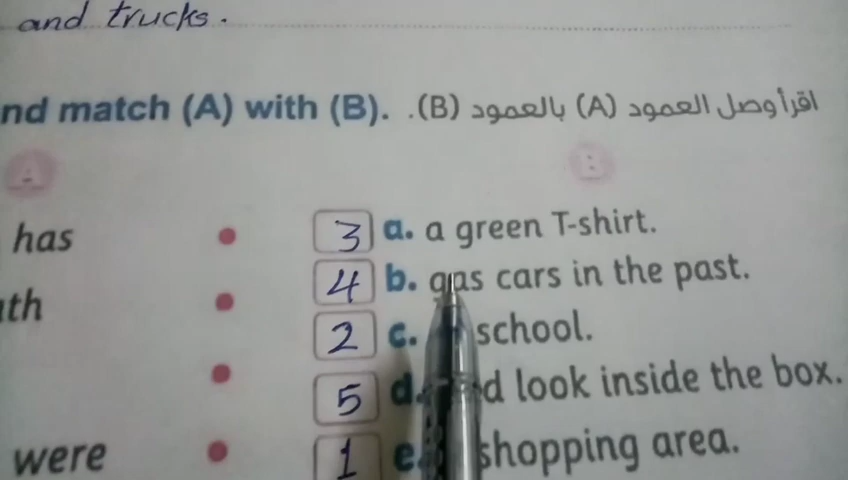 and trucks.
nd match (A) with (B). .(B) اقرأ وصل العمود (A) بالعمود
A B
has 3 a. a green T-shirt.
th 4 b. gas cars in the past.
2 c. school.
5 d. look inside the box.
were 1 e. shopping area.